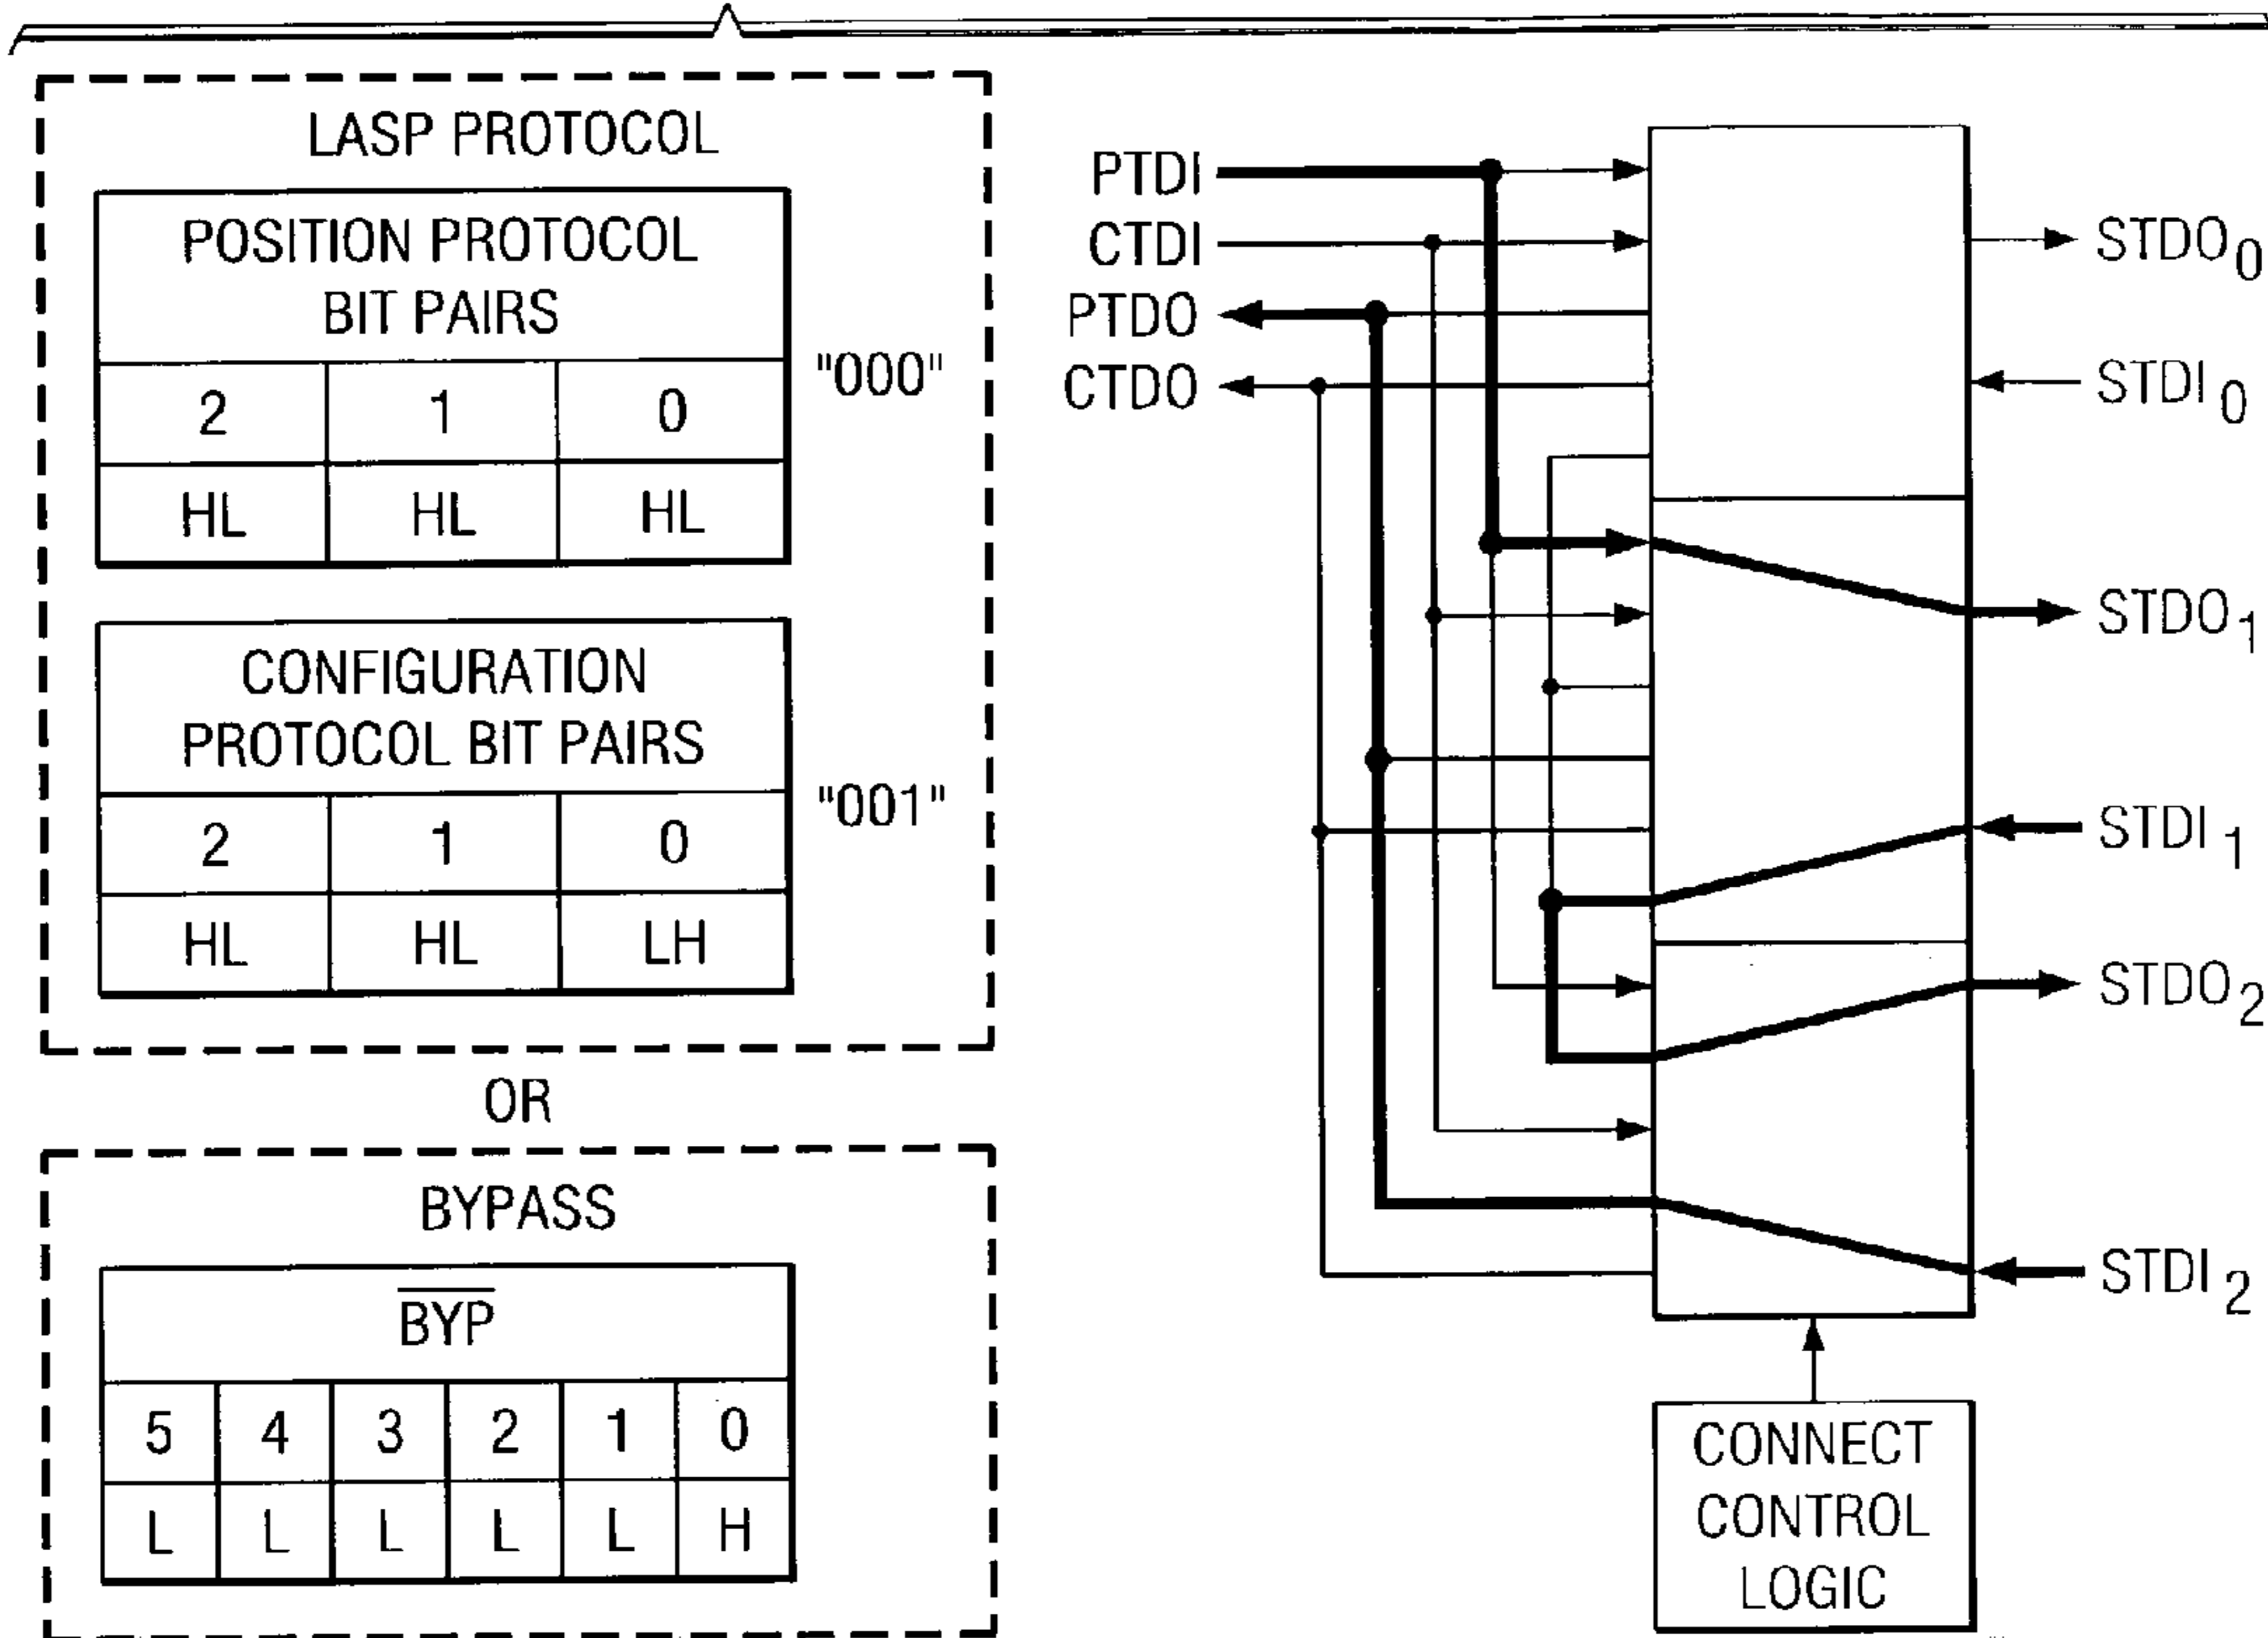 LASP PROTOCOL
POSITION PROTOCOL
BIT PAIRS
2 1 0
HL HL HL
"000"
CONFIGURATION
PROTOCOL BIT PAIRS
2 1 0
HL HL LH
"001"
OR
BYPASS
BYP
5 4 3 2 1 0
L L L L L H
PTDI
CTDI
PTDO
CTDO
STDO0
STDI0
STDO1
STDI1
STDO2
STDI2
CONNECT
CONTROL
LOGIC